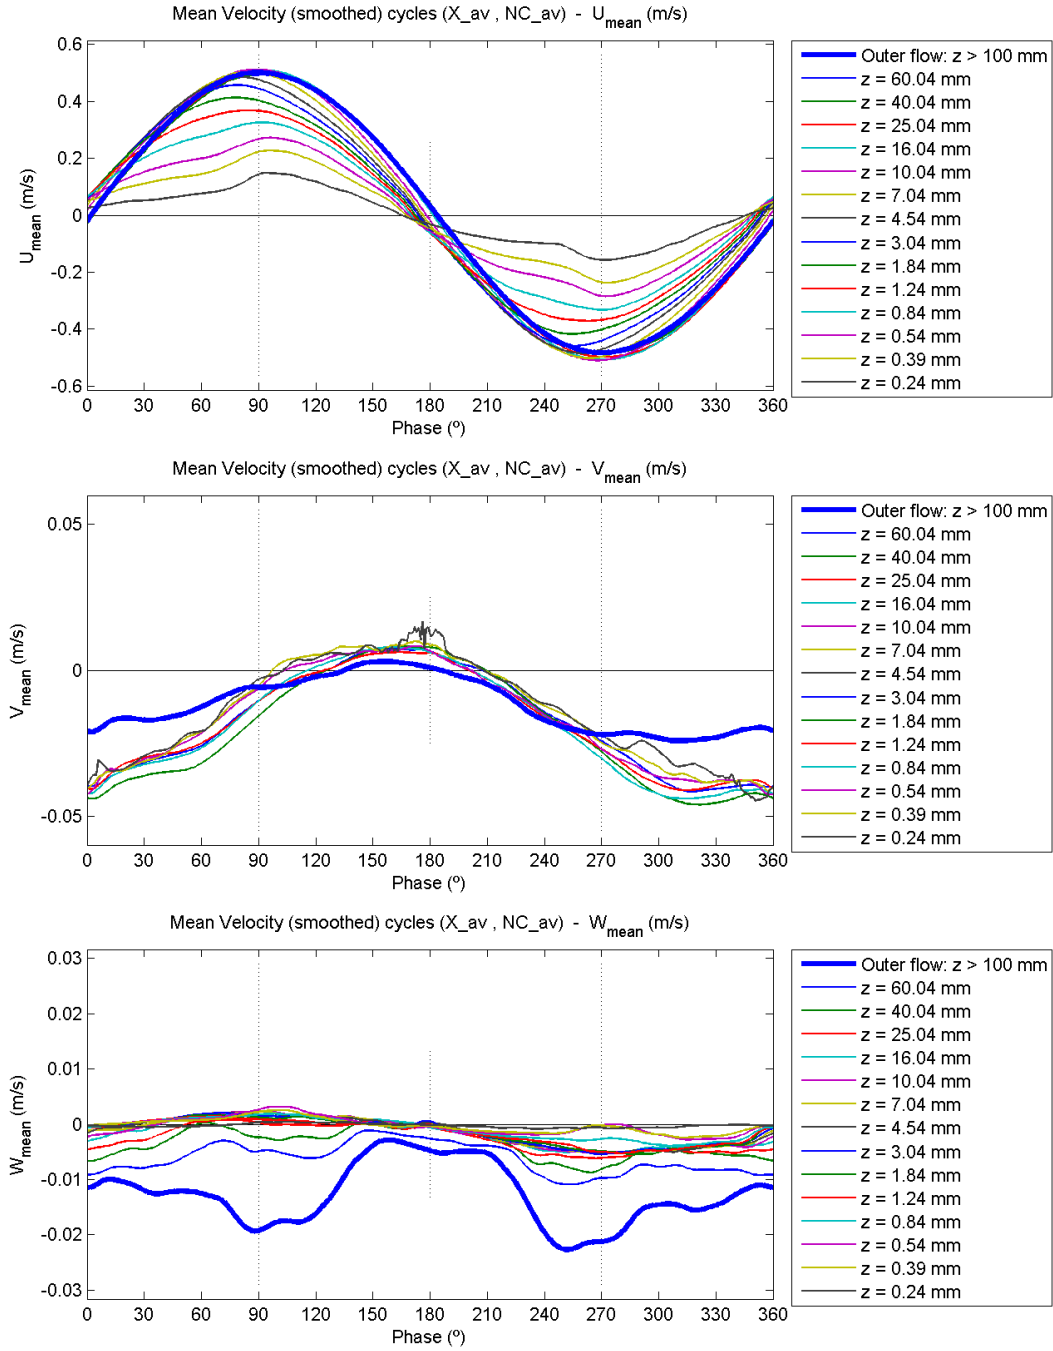 Mean Velocity (smoothed) cycles (X_av , NC_av) - U_mean (m/s)
0.6
0.4
0.2
0
-0.2
-0.4
-0.6
U_mean (m/s)
0 30 60 90 120 150 180 210 240 270 300 330 360
Phase (º)
Outer flow: z > 100 mm
z = 60.04 mm
z = 40.04 mm
z = 25.04 mm
z = 16.04 mm
z = 10.04 mm
z = 7.04 mm
z = 4.54 mm
z = 3.04 mm
z = 1.84 mm
z = 1.24 mm
z = 0.84 mm
z = 0.54 mm
z = 0.39 mm
z = 0.24 mm
Mean Velocity (smoothed) cycles (X_av , NC_av) - V_mean (m/s)
0.05
0
-0.05
V_mean (m/s)
0 30 60 90 120 150 180 210 240 270 300 330 360
Phase (º)
Outer flow: z > 100 mm
z = 60.04 mm
z = 40.04 mm
z = 25.04 mm
z = 16.04 mm
z = 10.04 mm
z = 7.04 mm
z = 4.54 mm
z = 3.04 mm
z = 1.84 mm
z = 1.24 mm
z = 0.84 mm
z = 0.54 mm
z = 0.39 mm
z = 0.24 mm
Mean Velocity (smoothed) cycles (X_av , NC_av) - W_mean (m/s)
0.03
0.02
0.01
0
-0.01
-0.02
-0.03
W_mean (m/s)
0 30 60 90 120 150 180 210 240 270 300 330 360
Phase (º)
Outer flow: z > 100 mm
z = 60.04 mm
z = 40.04 mm
z = 25.04 mm
z = 16.04 mm
z = 10.04 mm
z = 7.04 mm
z = 4.54 mm
z = 3.04 mm
z = 1.84 mm
z = 1.24 mm
z = 0.84 mm
z = 0.54 mm
z = 0.39 mm
z = 0.24 mm